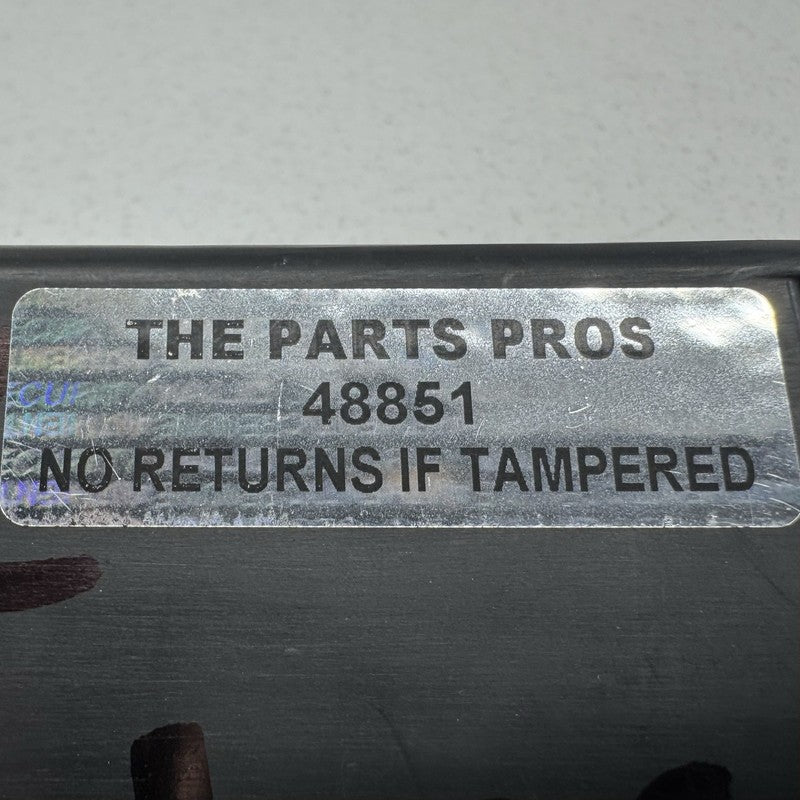 THE PARTS PROS
48851
NO RETURNS IF TAMPERED